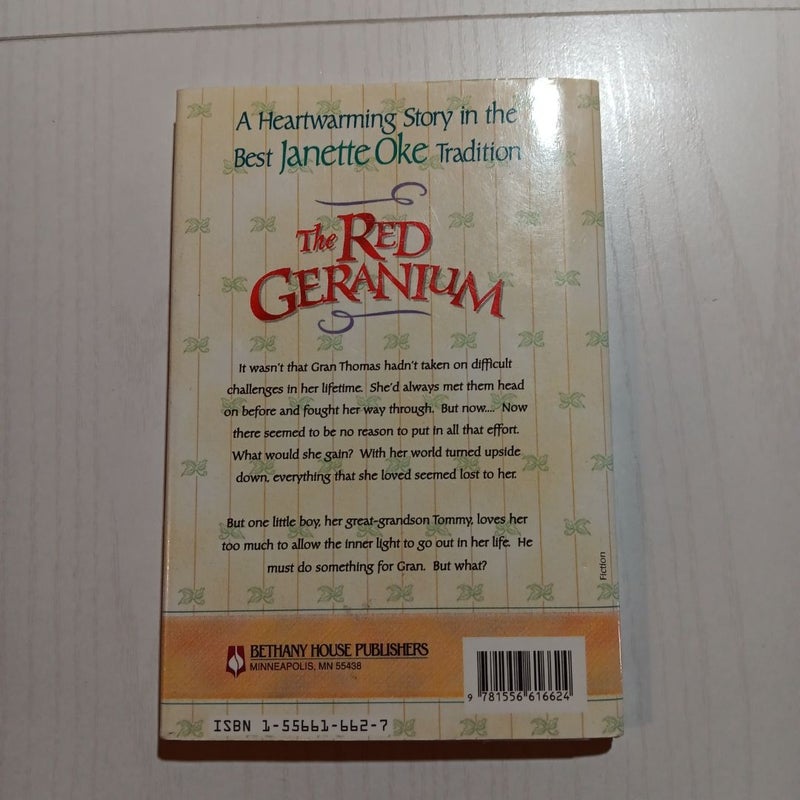 A Heartwarming Story in the
Best Janette Oke Tradition
The RED
GERANIUM
It wasn't that Gran Thomas hadn't taken on difficult
challenges in her lifetime. She'd always met them head
on before and fought her way through. But now.... Now
there seemed to be no reason to put in all that effort.
What would she gain? With her world turned upside
down, everything that she loved seemed lost to her.
But one little boy, her great-grandson Tommy, loves her
too much to allow the inner light to go out in her life. He
must do something for Gran. But what?
Fiction
BETHANY HOUSE PUBLISHERS
MINNEAPOLIS, MN 55438
9 781556 616624
ISBN 1-55661-662-7